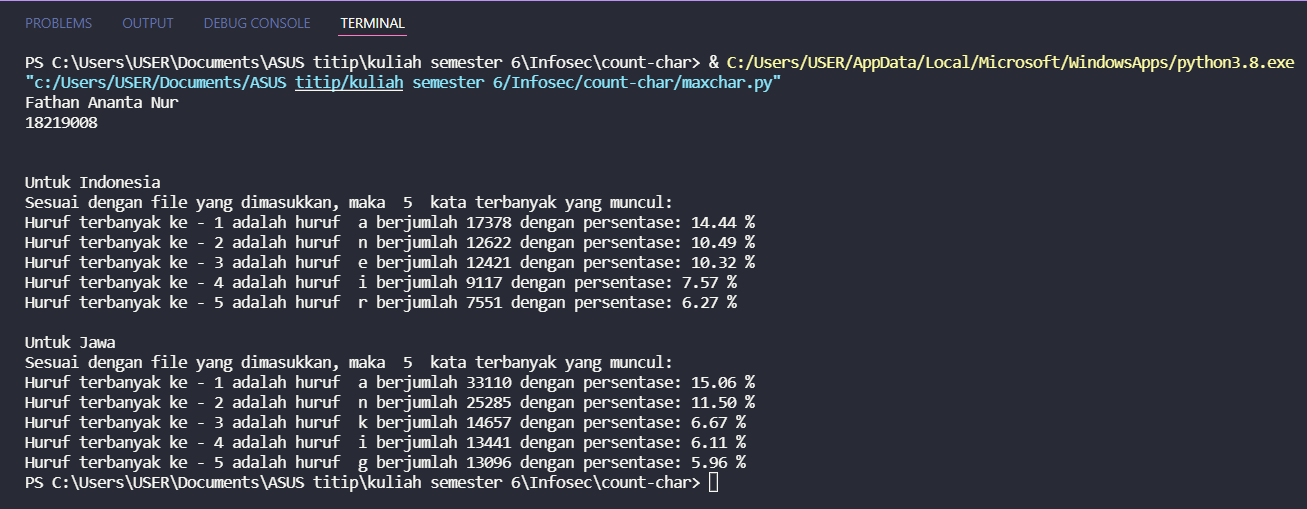 PROBLEMS OUTPUT DEBUG CONSOLE TERMINAL
PS C:\Users\USER\Documents\ASUS titip\kuliah semester 6\Infosec\count-char> & C:/Users/USER/AppData/Local/Microsoft/WindowsApps/python3.8.exe
"c:/Users/USER/Documents/ASUS titip/kuliah semester 6/Infosec/count-char/maxchar.py"
Fathan Ananta Nur
18219008
Untuk Indonesia
Sesuai dengan file yang dimasukkan, maka  5  kata terbanyak yang muncul:
Huruf terbanyak ke - 1 adalah huruf  a berjumlah 17378 dengan persentase: 14.44 %
Huruf terbanyak ke - 2 adalah huruf  n berjumlah 12622 dengan persentase: 10.49 %
Huruf terbanyak ke - 3 adalah huruf  e berjumlah 12421 dengan persentase: 10.32 %
Huruf terbanyak ke - 4 adalah huruf  i berjumlah 9117 dengan persentase: 7.57 %
Huruf terbanyak ke - 5 adalah huruf  r berjumlah 7551 dengan persentase: 6.27 %
Untuk Jawa
Sesuai dengan file yang dimasukkan, maka  5  kata terbanyak yang muncul:
Huruf terbanyak ke - 1 adalah huruf  a berjumlah 33110 dengan persentase: 15.06 %
Huruf terbanyak ke - 2 adalah huruf  n berjumlah 25285 dengan persentase: 11.50 %
Huruf terbanyak ke - 3 adalah huruf  k berjumlah 14657 dengan persentase: 6.67 %
Huruf terbanyak ke - 4 adalah huruf  i berjumlah 13441 dengan persentase: 6.11 %
Huruf terbanyak ke - 5 adalah huruf  g berjumlah 13096 dengan persentase: 5.96 %
PS C:\Users\USER\Documents\ASUS titip\kuliah semester 6\Infosec\count-char>